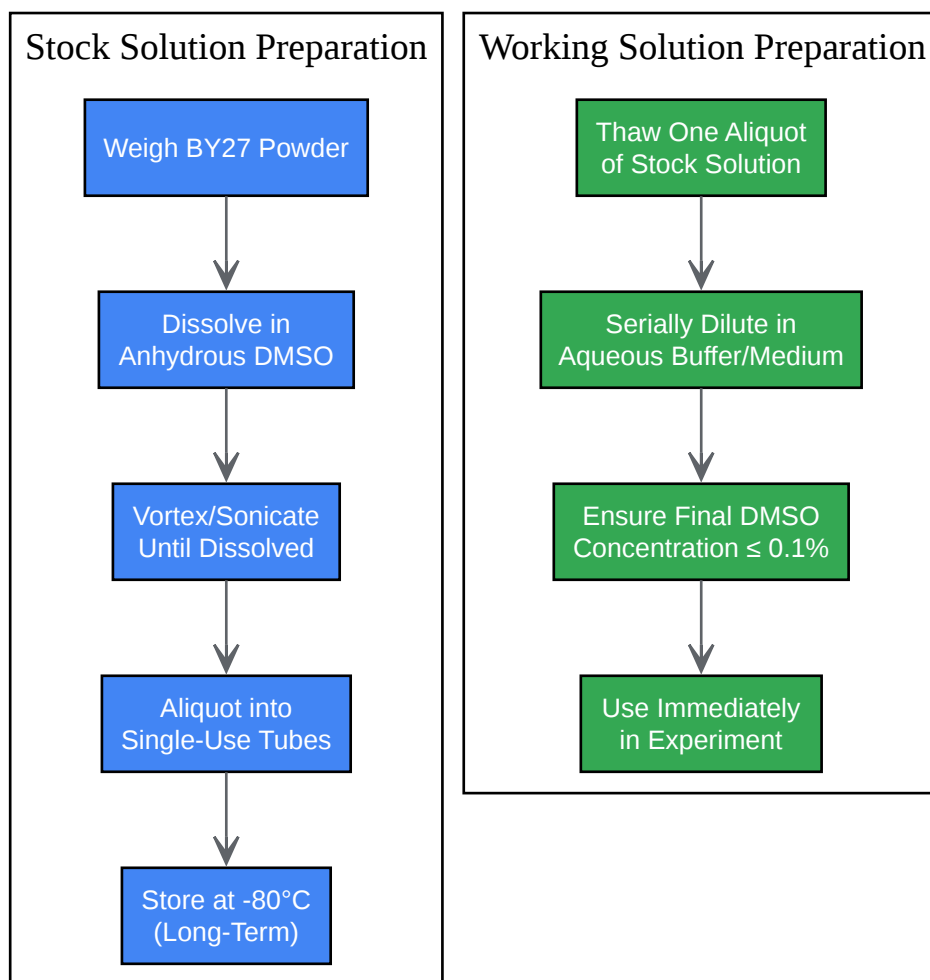 Stock Solution Preparation
Weigh BY27 Powder
Dissolve in
Anhydrous DMSO
Vortex/Sonicate
Until Dissolved
Aliquot into
Single-Use Tubes
Store at -80°C
(Long-Term)
Working Solution Preparation
Thaw One Aliquot
of Stock Solution
Serially Dilute in
Aqueous Buffer/Medium
Ensure Final DMSO
Concentration ≤ 0.1%
Use Immediately
in Experiment